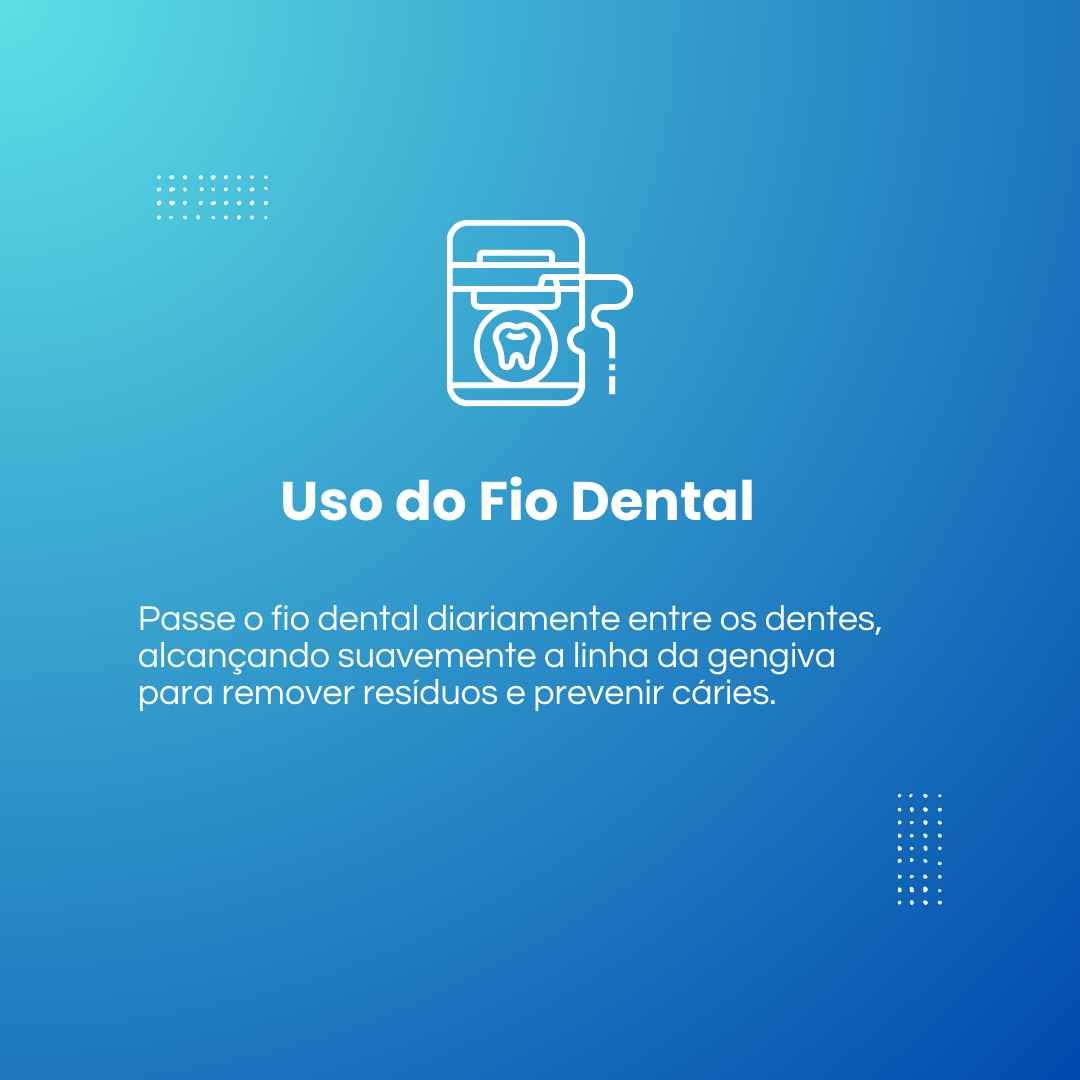 Uso do Fio Dental
Passe o fio dental diariamente entre os dentes,
alcançando suavemente a linha da gengiva
para remover resíduos e prevenir cáries.